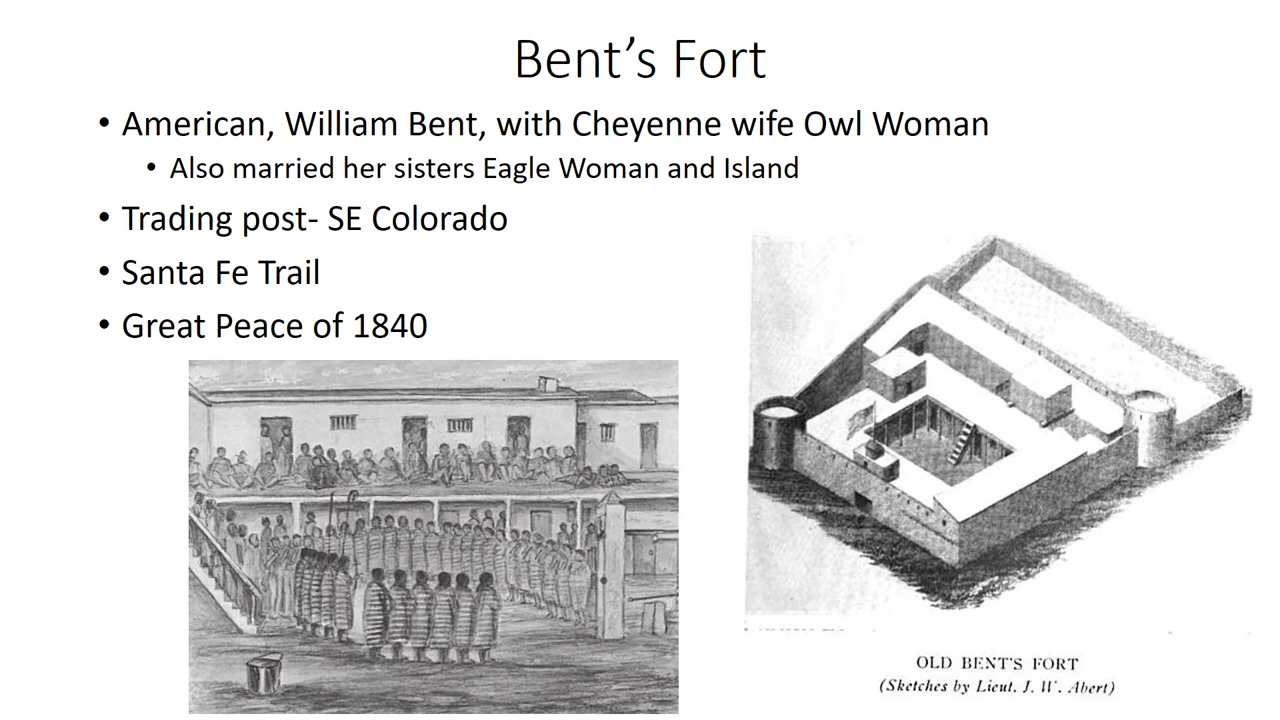 Bent’s Fort
• American, William Bent, with Cheyenne wife Owl Woman
• Also married her sisters Eagle Woman and Island
• Trading post- SE Colorado
• Santa Fe Trail
• Great Peace of 1840
OLD BENT'S FORT
(Sketches by Lieut. J. W. Abert)